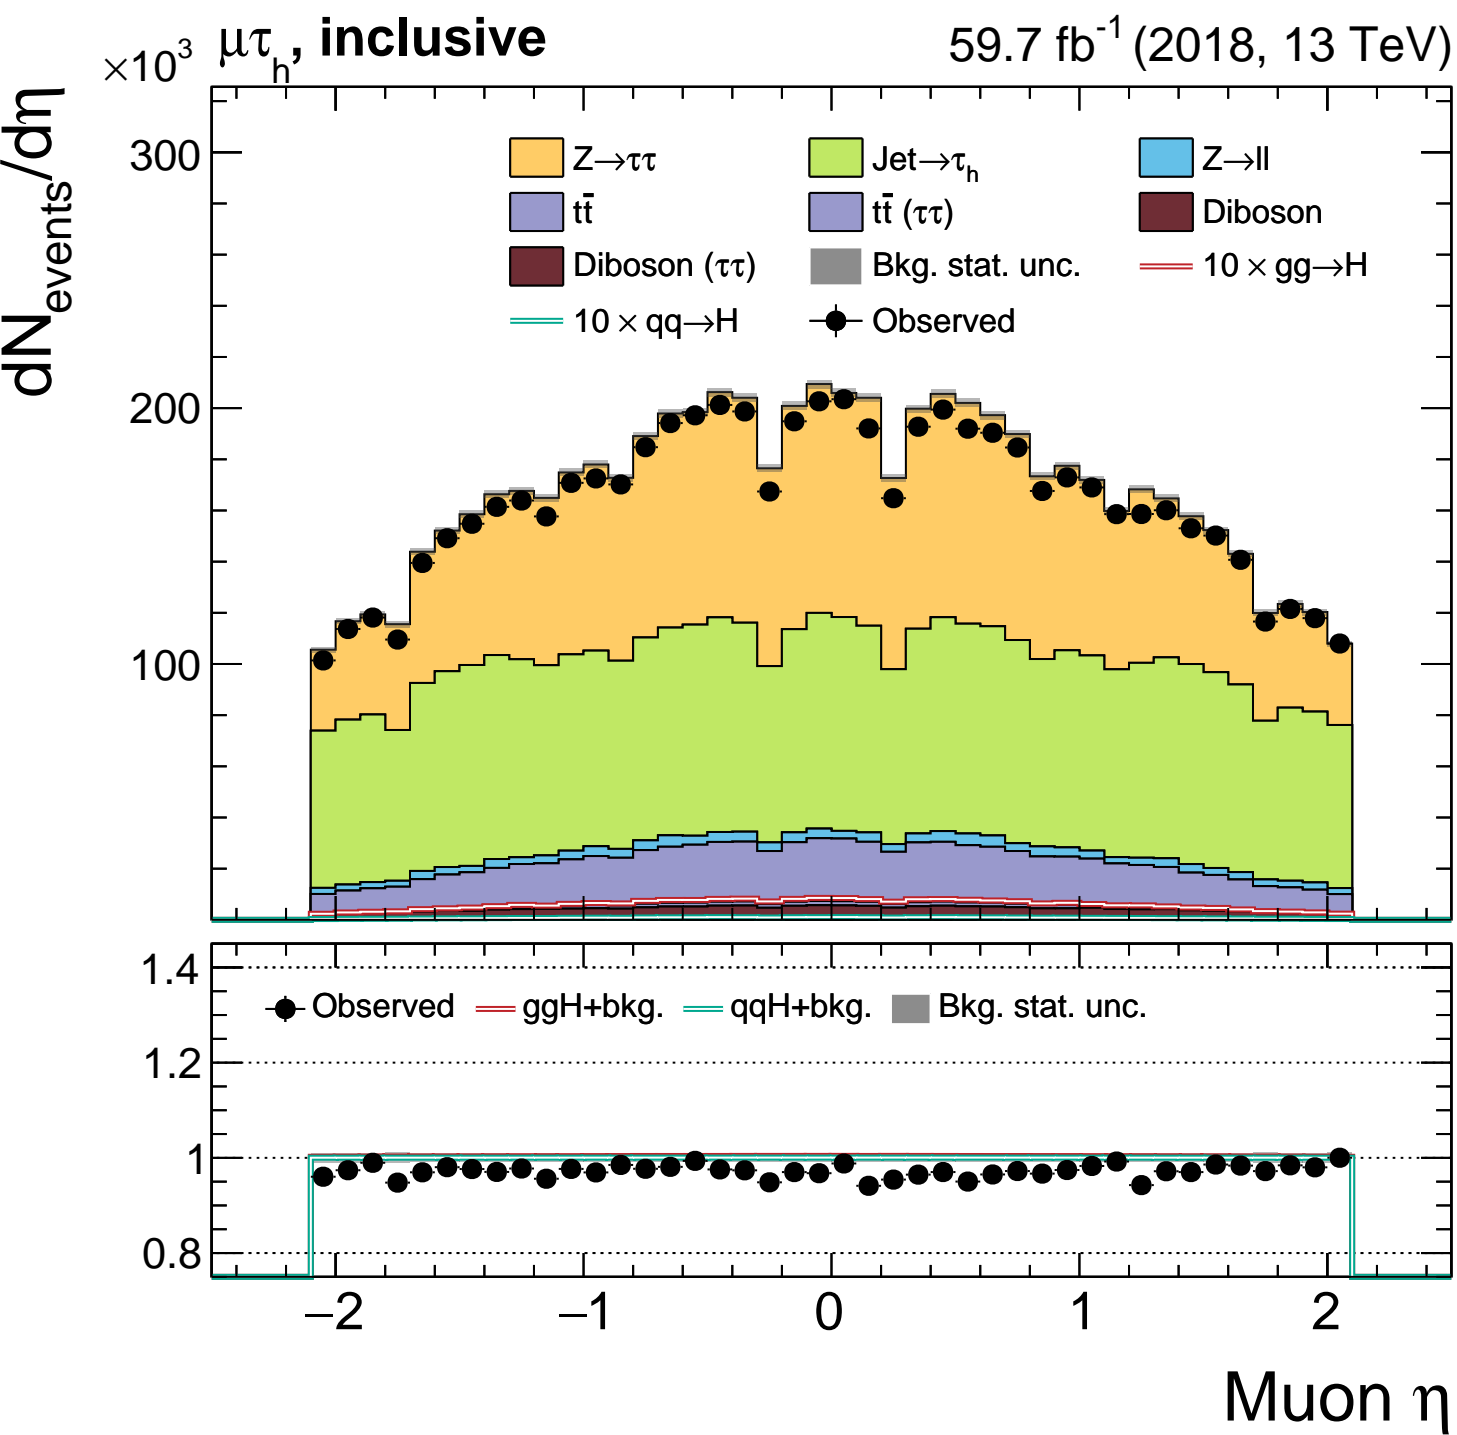 ×10³ μτₕ, inclusive 59.7 fb⁻¹ (2018, 13 TeV)
dN_events/dη
300
200
100
Z→ττ Jet→τₕ Z→ll
tt̄ tt̄ (ττ) Diboson
Diboson (ττ) Bkg. stat. unc. 10 × gg→H
10 × qq→H Observed
1.4
1.2
1
0.8
Observed ggH+bkg. qqH+bkg. Bkg. stat. unc.
−2 −1 0 1 2
Muon η